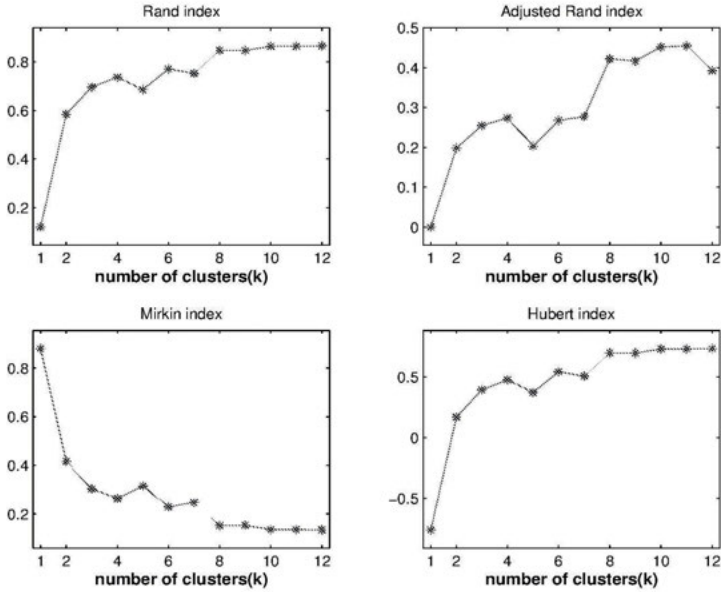 Rand index
0.8
0.6
0.4
0.2
1 2 4 6 8 10 12
number of clusters(k)
Adjusted Rand index
0.5
0.4
0.3
0.2
0.1
0
1 2 4 6 8 10 12
number of clusters(k)
Mirkin index
0.8
0.6
0.4
0.2
1 2 4 6 8 10 12
number of clusters(k)
Hubert index
0.5
0
−0.5
1 2 4 6 8 10 12
number of clusters(k)